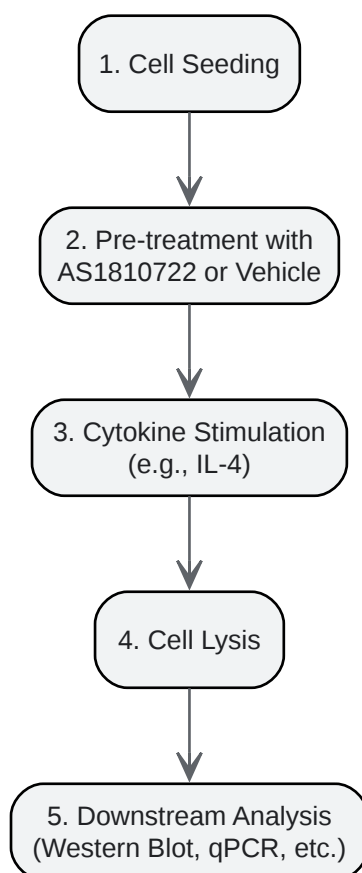 1. Cell Seeding
2. Pre-treatment with
AS1810722 or Vehicle
3. Cytokine Stimulation
(e.g., IL-4)
4. Cell Lysis
5. Downstream Analysis
(Western Blot, qPCR, etc.)